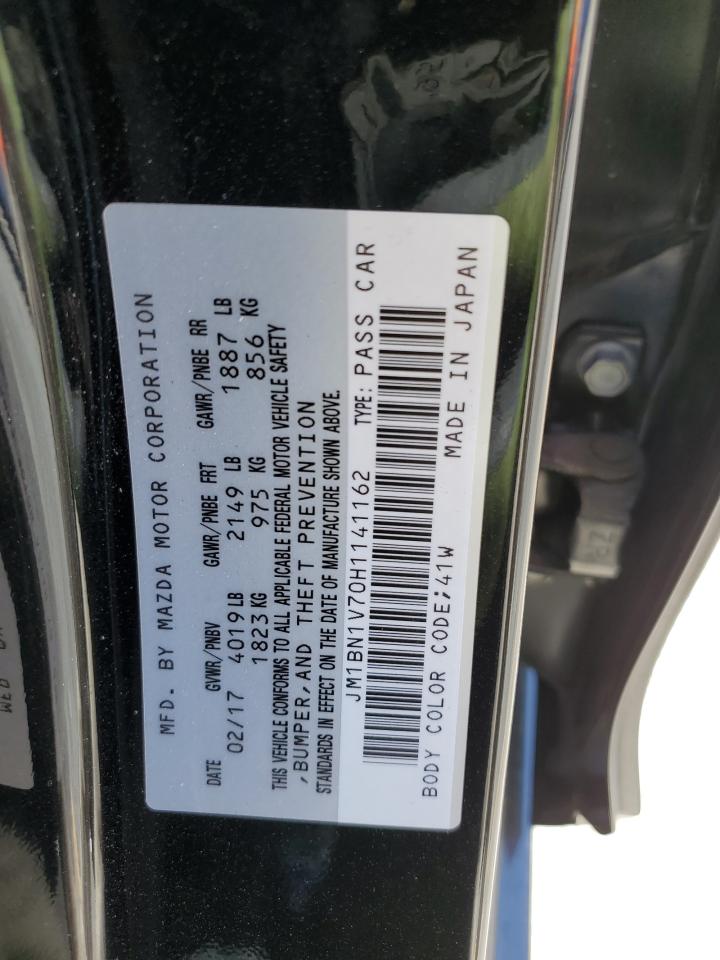 MFD. BY MAZDA MOTOR CORPORATION
DATE GVWR/PNBV GAWR/PNBE FRT GAWR/PNBE RR
02/17 4019LB 2149 LB 1887 LB
1823KG 975 KG 856 KG
THIS VEHICLE CONFORMS TO ALL APPLICABLE FEDERAL MOTOR VEHICLE SAFETY
,BUMPER,AND THEFT PREVENTION
STANDARDS IN EFFECT ON THE DATE OF MANUFACTURE SHOWN ABOVE.
JM1BN1V70H1141162 TYPE: PASS CAR
BODY COLOR CODE;41W MADE IN JAPAN